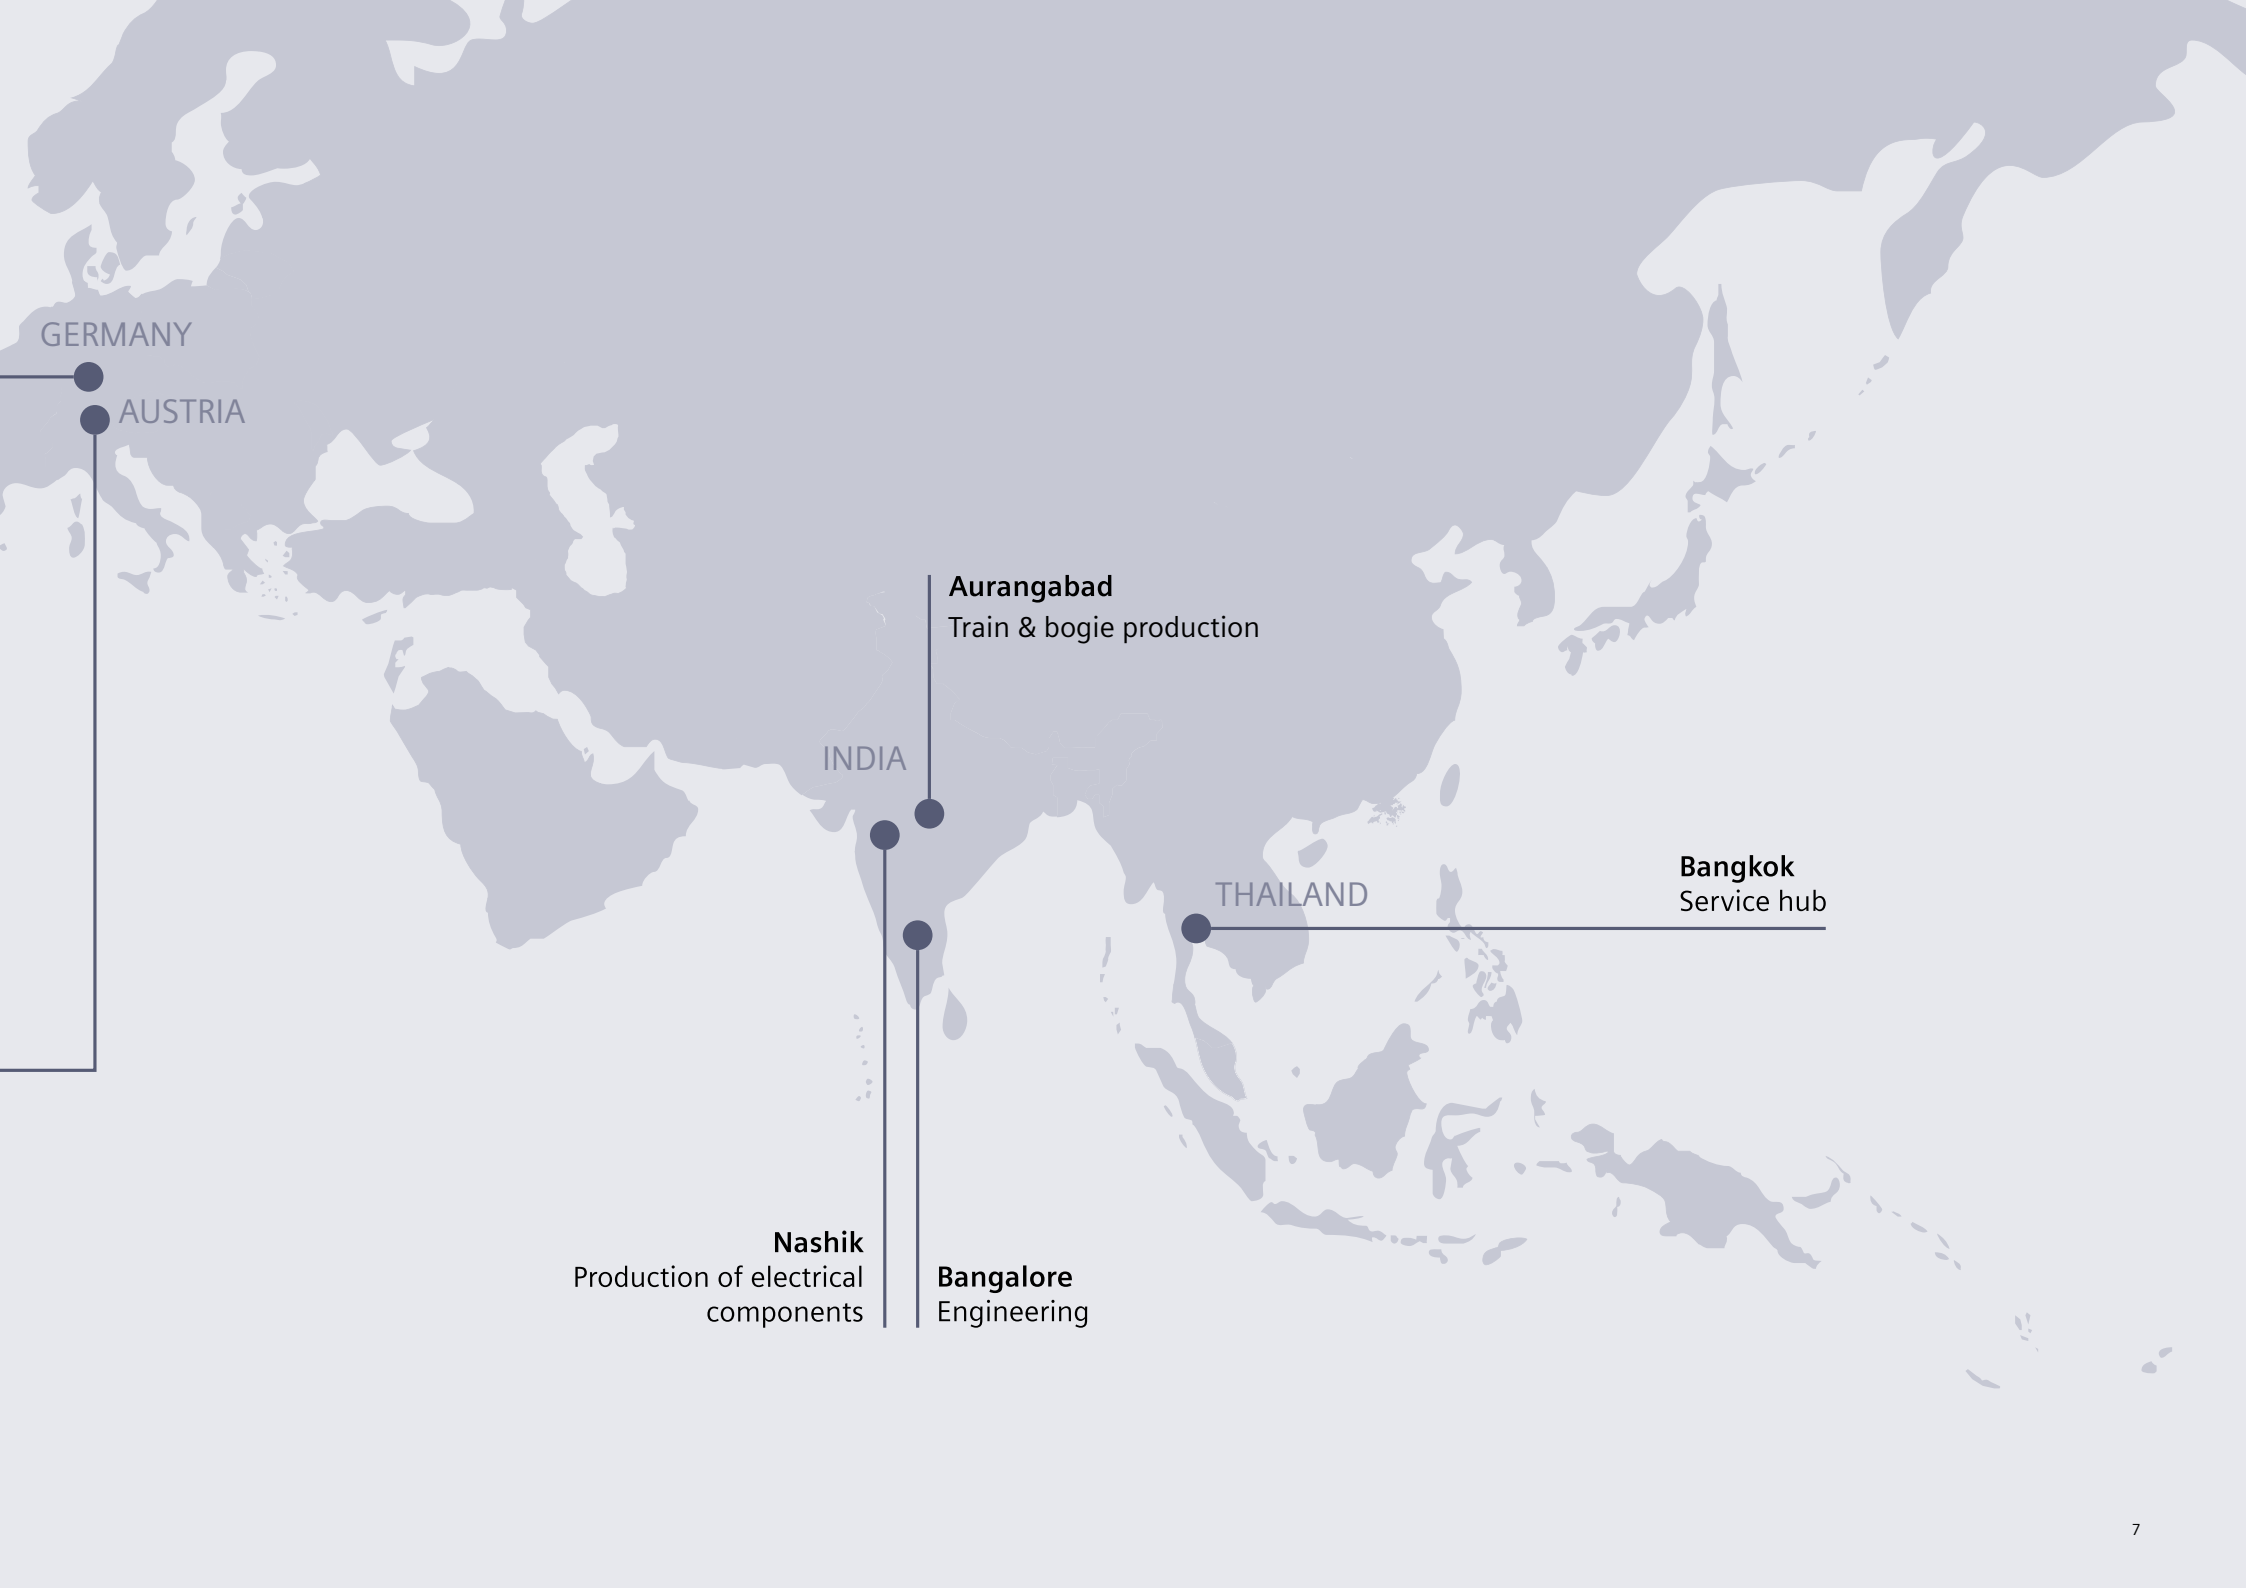 GERMANY
AUSTRIA
Aurangabad
Train & bogie production
INDIA
THAILAND
Bangkok
Service hub
Nashik
Production of electrical
components
Bangalore
Engineering
7